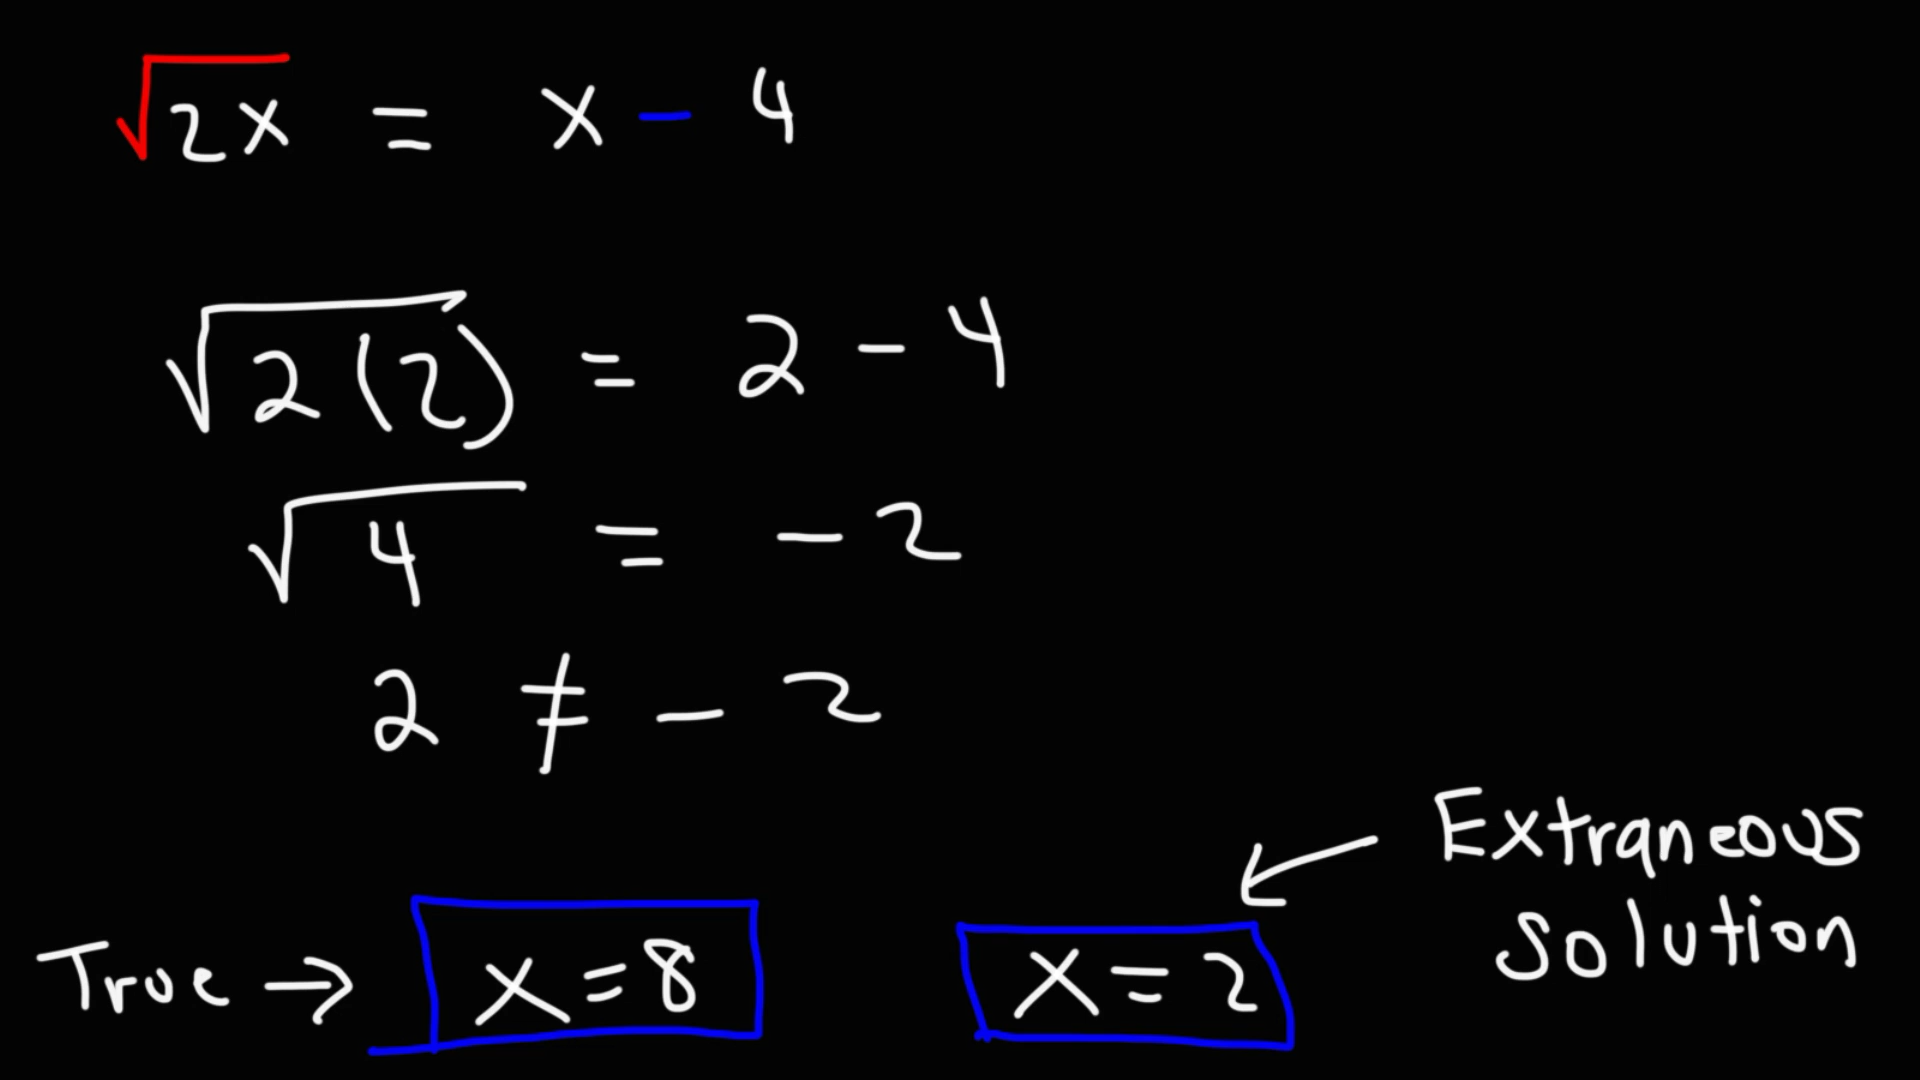 √2x = x - 4
√2(2) = 2 - 4
√4 = -2
2 ≠ -2
Extraneous
solution
True → x=8 x=2